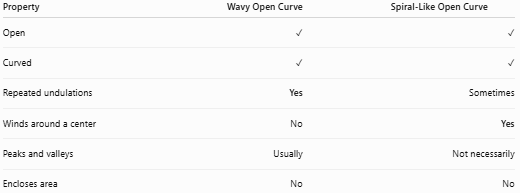 Property Wavy Open Curve Spiral-Like Open Curve
Open ✓ ✓
Curved ✓ ✓
Repeated undulations Yes Sometimes
Winds around a center No Yes
Peaks and valleys Usually Not necessarily
Encloses area No No